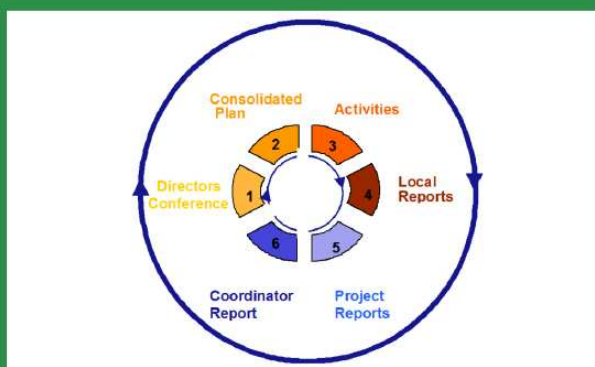 Consolidated
Plan
Activities
2
3
Directors
Conference
1
4
Local
Reports
6
5
Coordinator
Report
Project
Reports